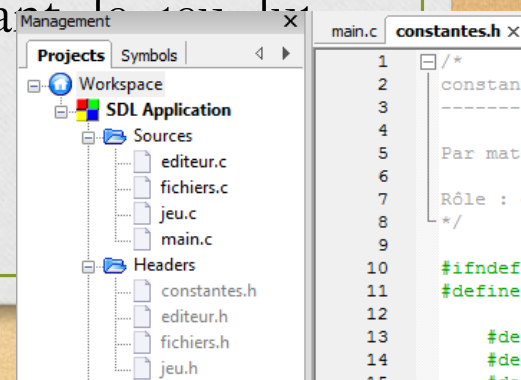 Management
Projects Symbols
Workspace
SDL Application
Sources
editeur.c
fichiers.c
jeu.c
main.c
Headers
constantes.h
editeur.h
fichiers.h
jeu.h
main.c constantes.h
1 /*
2 constan
3 --------
4
5 Par mat
6
7 Rôle :
8 */
9
10 #ifndef
11 #define
12
13 #de
14 #de